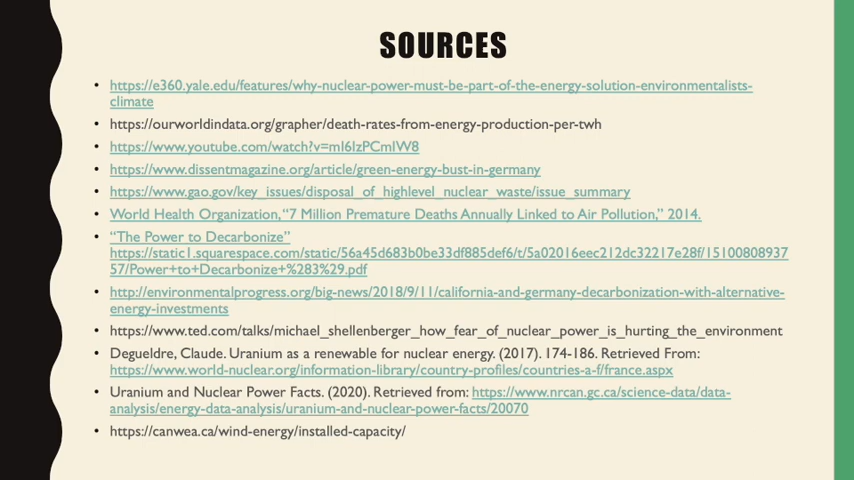 SOURCES
• https://e360.yale.edu/features/why-nuclear-power-must-be-part-of-the-energy-solution-environmentalists-
climate
• https://ourworldindata.org/grapher/death-rates-from-energy-production-per-twh
• https://www.youtube.com/watch?v=ml6IzPCmIW8
• https://www.dissentmagazine.org/article/green-energy-bust-in-germany
• https://www.gao.gov/key_issues/disposal_of_highlevel_nuclear_waste/issue_summary
• World Health Organization, “7 Million Premature Deaths Annually Linked to Air Pollution,” 2014.
• “The Power to Decarbonize”
https://static1.squarespace.com/static/56a45d683b0be33df885def6/t/5a02016eec212dc32217e28f/15100808937
57/Power+to+Decarbonize+%283%29.pdf
• http://environmentalprogress.org/big-news/2018/9/11/california-and-germany-decarbonization-with-alternative-
energy-investments
• https://www.ted.com/talks/michael_shellenberger_how_fear_of_nuclear_power_is_hurting_the_environment
• Degueldre, Claude. Uranium as a renewable for nuclear energy. (2017). 174-186. Retrieved From:
https://www.world-nuclear.org/information-library/country-profiles/countries-a-f/france.aspx
• Uranium and Nuclear Power Facts. (2020). Retrieved from: https://www.nrcan.gc.ca/science-data/data-
analysis/energy-data-analysis/uranium-and-nuclear-power-facts/20070
• https://canwea.ca/wind-energy/installed-capacity/